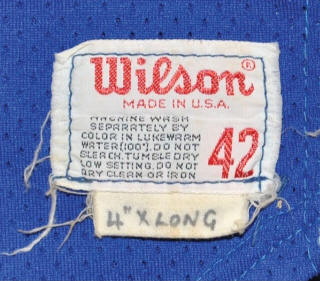 Wilson ®
MADE IN U.S.A.
MACHINE WASH
SEPARATELY BY
COLOR IN LUKEWARM
WATER (100°). DO NOT
BLEACH. TUMBLE DRY
LOW SETTING. DO NOT
DRY CLEAN OR IRON
42
4" X LONG